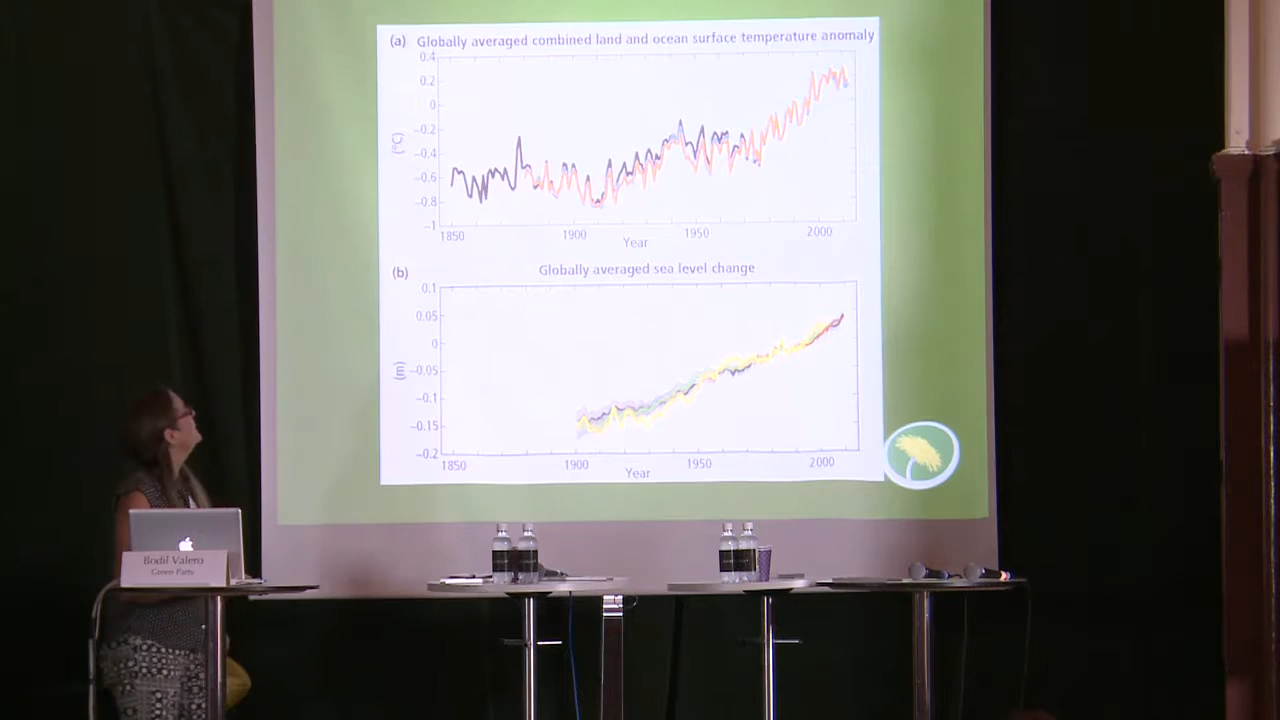 (a) Globally averaged combined land and ocean surface temperature anomaly
0.4
0.2
0
−0.2
−0.4
−0.6
−0.8
−1
(°C)
1850 1900 1950 2000
Year
(b) Globally averaged sea level change
0.1
0.05
0
−0.05
−0.1
−0.15
−0.2
(m)
1850 1900 1950 2000
Year
Bodil Valero
Green Party